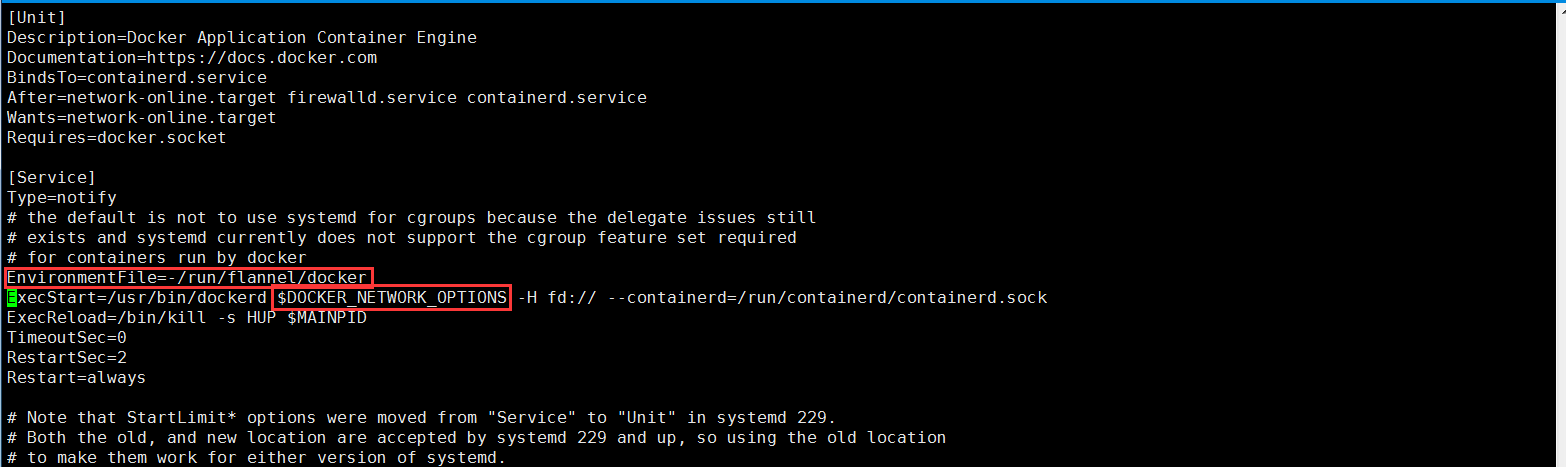 [Unit]
Description=Docker Application Container Engine
Documentation=https://docs.docker.com
BindsTo=containerd.service
After=network-online.target firewalld.service containerd.service
Wants=network-online.target
Requires=docker.socket

[Service]
Type=notify
# the default is not to use systemd for cgroups because the delegate issues still
# exists and systemd currently does not support the cgroup feature set required
# for containers run by docker
EnvironmentFile=-/run/flannel/docker
ExecStart=/usr/bin/dockerd $DOCKER_NETWORK_OPTIONS -H fd:// --containerd=/run/containerd/containerd.sock
ExecReload=/bin/kill -s HUP $MAINPID
TimeoutSec=0
RestartSec=2
Restart=always

# Note that StartLimit* options were moved from "Service" to "Unit" in systemd 229.
# Both the old, and new location are accepted by systemd 229 and up, so using the old location
# to make them work for either version of systemd.